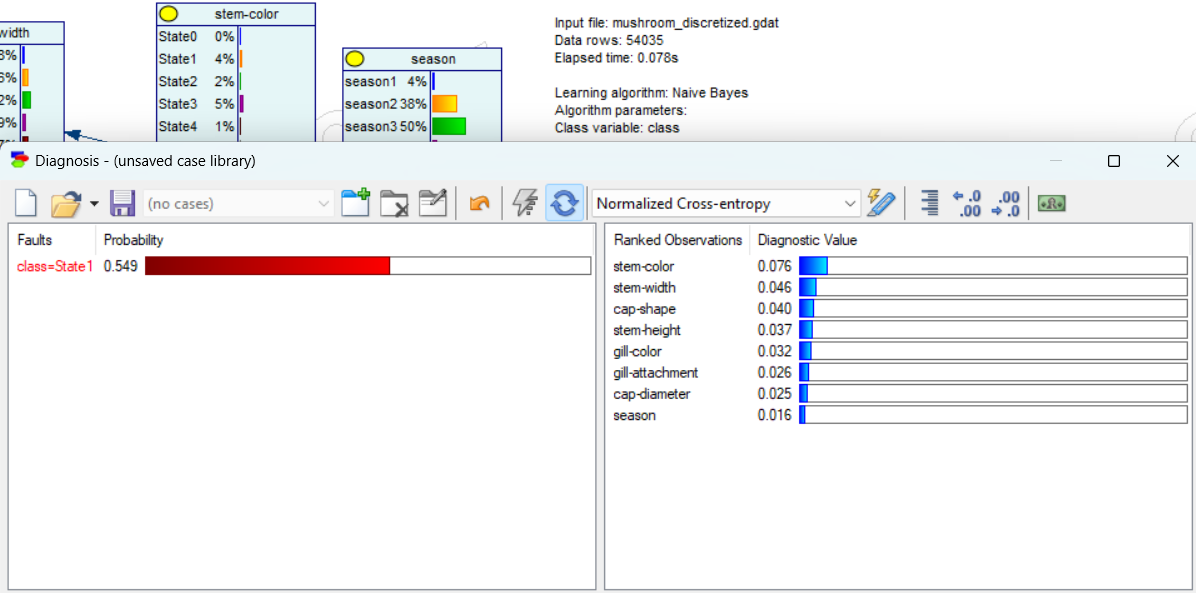 width
8%
6%
2%
9%
stem-color
State0 0%
State1 4%
State2 2%
State3 5%
State4 1%
season
season1 4%
season2 38%
season3 50%
Input file: mushroom_discretized.gdat
Data rows: 54035
Elapsed time: 0.078s
Learning algorithm: Naive Bayes
Algorithm parameters:
Class variable: class
Diagnosis - (unsaved case library)
(no cases)
Normalized Cross-entropy
.0
.00
.00
.0
R
Faults Probability
class=State1 0.549
Ranked Observations Diagnostic Value
stem-color 0.076
stem-width 0.046
cap-shape 0.040
stem-height 0.037
gill-color 0.032
gill-attachment 0.026
cap-diameter 0.025
season 0.016